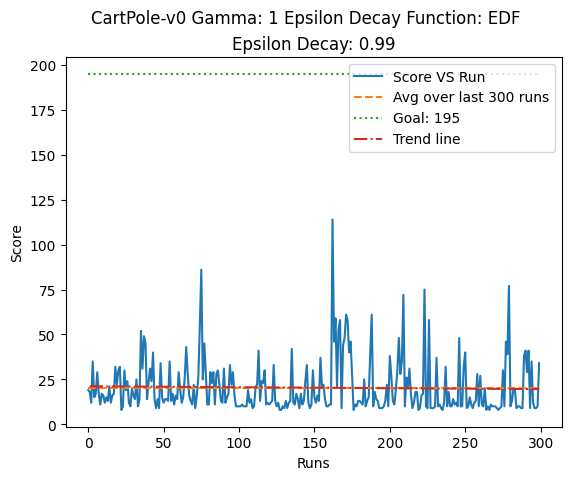 CartPole-v0 Gamma: 1 Epsilon Decay Function: EDF
Epsilon Decay: 0.99
200
175
150
125
100
75
50
25
0
Score
Score VS Run
Avg over last 300 runs
Goal: 195
Trend line
0
50
100
150
200
250
300
Runs